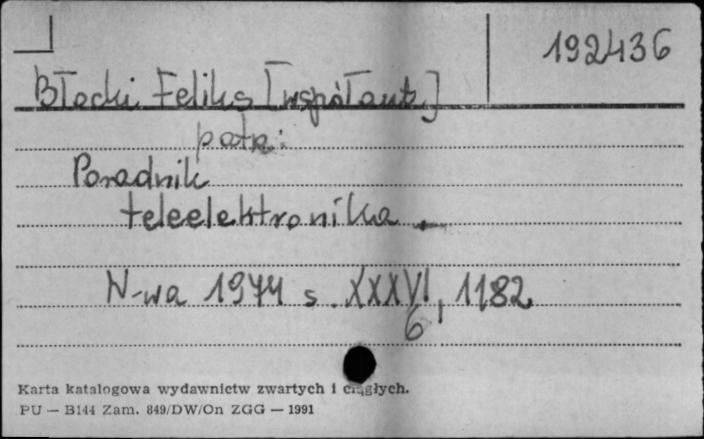 192436
Błocki Feliks [współaut.]
patrz:
Poradnik
teleelektronika.
W-wa 1974 s. XXXVI, 1182
6
Karta katalogowa wydawnictw zwartych i ciągłych.
PU — B144 Zam. 849/DW/On ZGG — 1991